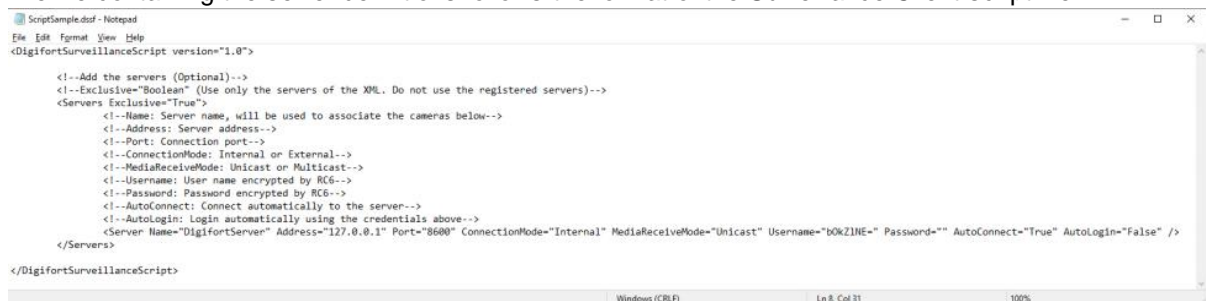 ScriptSample.dssf - Notepad
File Edit Format View Help
<DigifortSurveillanceScript version="1.0">
<!--Add the servers (Optional)-->
<!--Exclusive="Boolean" (Use only the servers of the XML. Do not use the registered servers)-->
<Servers Exclusive="True">
<!--Name: Server name, will be used to associate the cameras below-->
<!--Address: Server address-->
<!--Port: Connection port-->
<!--ConnectionMode: Internal or External-->
<!--MediaReceiveMode: Unicast or Multicast-->
<!--Username: User name encrypted by RC6-->
<!--Password: Password encrypted by RC6-->
<!--AutoConnect: Connect automatically to the server-->
<!--AutoLogin: Login automatically using the credentials above-->
<Server Name="DigifortServer" Address="127.0.0.1" Port="8600" ConnectionMode="Internal" MediaReceiveMode="Unicast" Username="bOkZlNE=" Password="" AutoConnect="True" AutoLogin="False" />
</Servers>
</DigifortSurveillanceScript>
Windows (CRLF) Ln 8, Col 31 100%